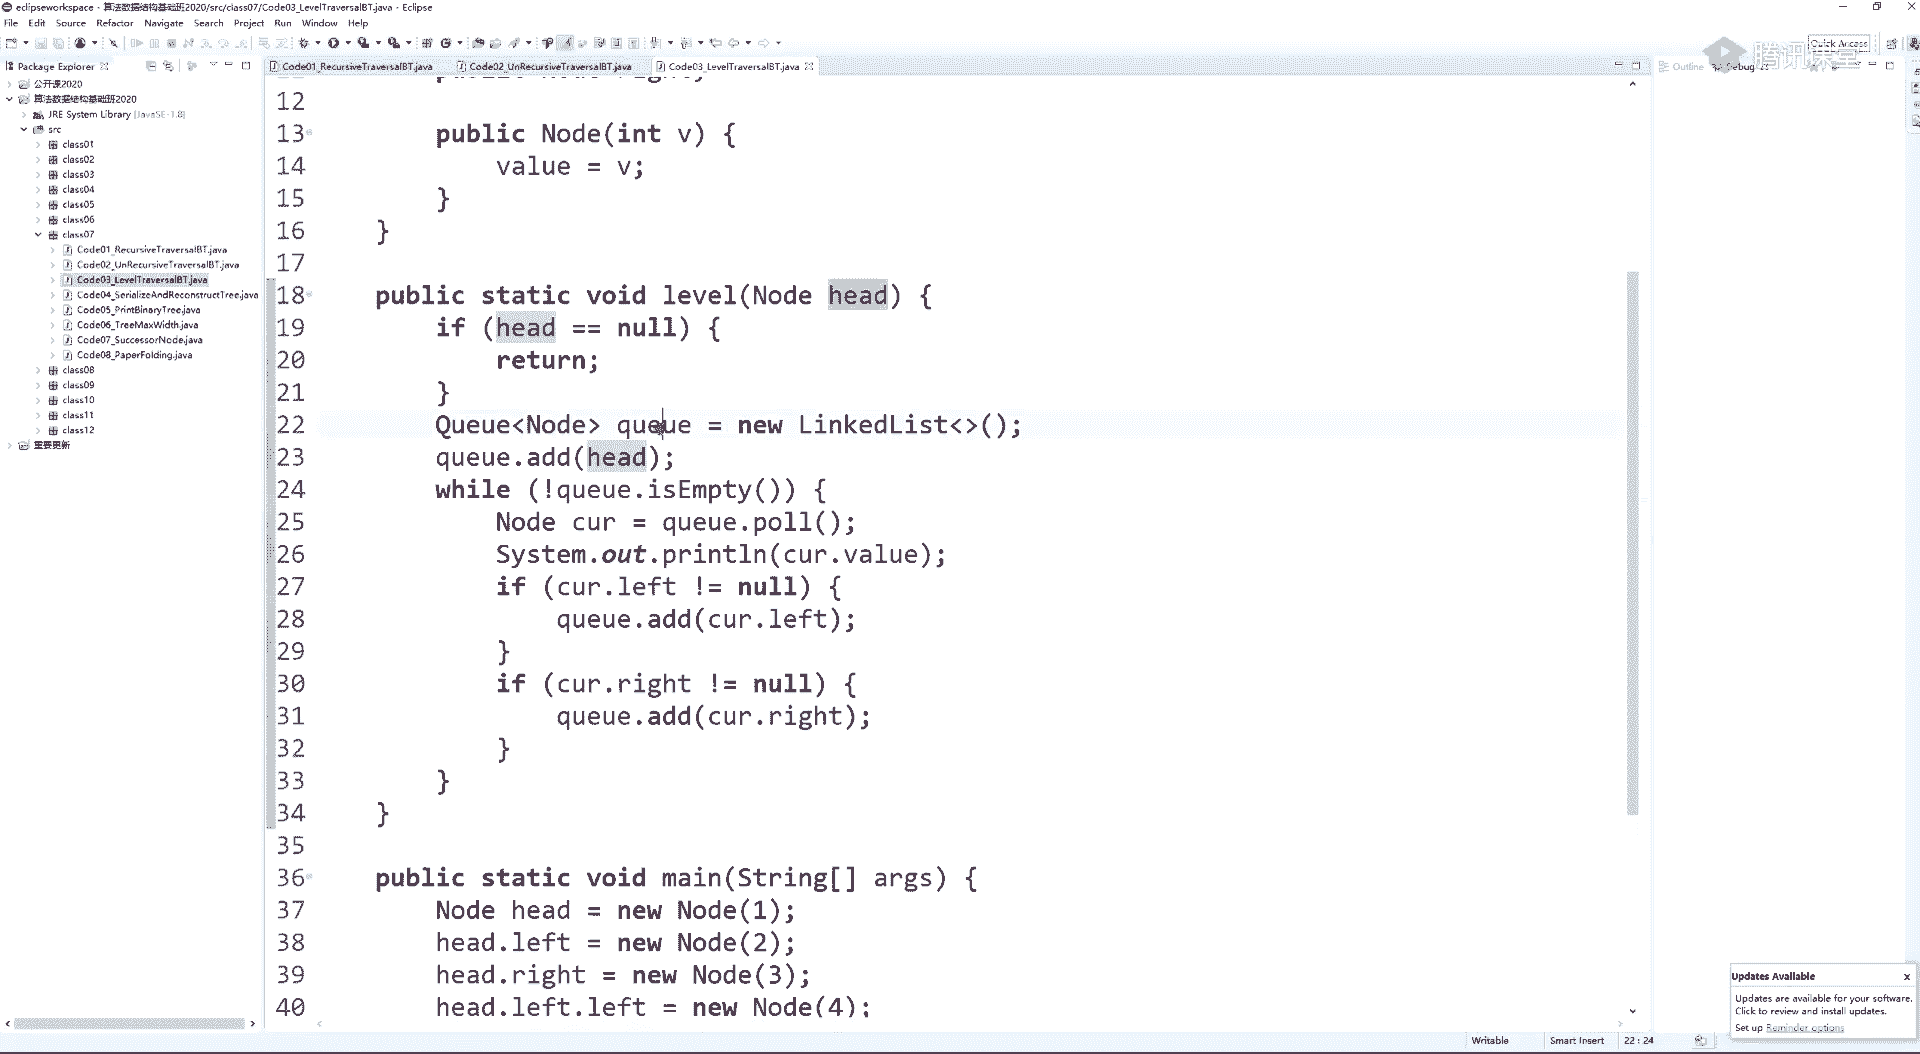 eclipseworkspace - 算法数据结构基础班2020/src/class07/Code03_LevelTraversalBT.java - Eclipse
File Edit Source Refactor Navigate Search Project Run Window Help
Quick Access
腾讯课堂
Package Explorer
Code01_RecursiveTraversalBT.java
Code02_UnRecursiveTraversalBT.java
Code03_LevelTraversalBT.java
Outline
Debug
公开课2020
算法数据结构基础班2020
JRE System Library [JavaSE-1.8]
src
class01
class02
class03
class04
class05
class06
class07
Code01_RecursiveTraversalBT.java
Code02_UnRecursiveTraversalBT.java
Code03_LevelTraversalBT.java
Code04_SerializeAndReconstructTree.java
Code05_PrintBinaryTree.java
Code06_TreeMaxWidth.java
Code07_SuccessorNode.java
Code08_PaperFolding.java
class08
class09
class10
class11
class12
重要更新
12
13 public Node(int v) {
14 value = v;
15 }
16 }
17
18 public static void level(Node head) {
19 if (head == null) {
20 return;
21 }
22 Queue<Node> queue = new LinkedList<>();
23 queue.add(head);
24 while (!queue.isEmpty()) {
25 Node cur = queue.poll();
26 System.out.println(cur.value);
27 if (cur.left != null) {
28 queue.add(cur.left);
29 }
30 if (cur.right != null) {
31 queue.add(cur.right);
32 }
33 }
34 }
35
36 public static void main(String[] args) {
37 Node head = new Node(1);
38 head.left = new Node(2);
39 head.right = new Node(3);
40 head.left.left = new Node(4);
Updates Available
Updates are available for your software.
Click to review and install updates.
Set up Reminder options
Writable
Smart Insert
22 : 24